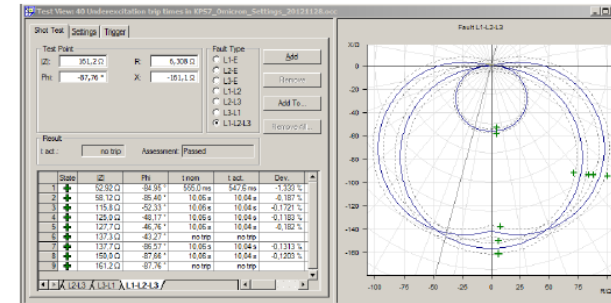 Test View: 40 Underexcitation trip times in KPS7_Omicron_Settings_20121128.occ
Shot Test Settings Trigger
Test Point
|Z|: 161,2 Ω R: 6,308 Ω
Phi: -87,76 ° X: -161,1 Ω
Fault Type
L1-E
L2-E
L3-E
L1-L2
L2-L3
L3-L1
L1-L2-L3
Add
Remove
Add To...
Remove All...
Result
t act.: no trip Assessment: Passed
State |Z| Phi t nom t act. Dev.
1 52,92 Ω -84,95 ° 555,0 ms 547,6 ms -1,333 %
2 58,12 Ω -85,40 ° 10,06 s 10,04 s -0,187 %
3 115,8 Ω -52,33 ° 10,06 s 10,04 s -0,1721 %
4 125,0 Ω -48,17 ° 10,06 s 10,04 s -0,1183 %
5 127,7 Ω -46,76 ° 10,06 s 10,04 s -0,182 %
6 137,3 Ω -43,27 ° no trip no trip
7 137,7 Ω -86,57 ° 10,06 s 10,04 s -0,1313 %
8 150,0 Ω -87,66 ° 10,06 s 10,04 s -0,1203 %
9 161,2 Ω -87,76 ° no trip no trip
L2-L3 L3-L1 L1-L2-L3
Fault L1-L2-L3
X/Ω
0
-20
-40
-60
-80
-100
-120
-140
-160
-100 -75 -50 -25 0 25 50 75
R/Ω